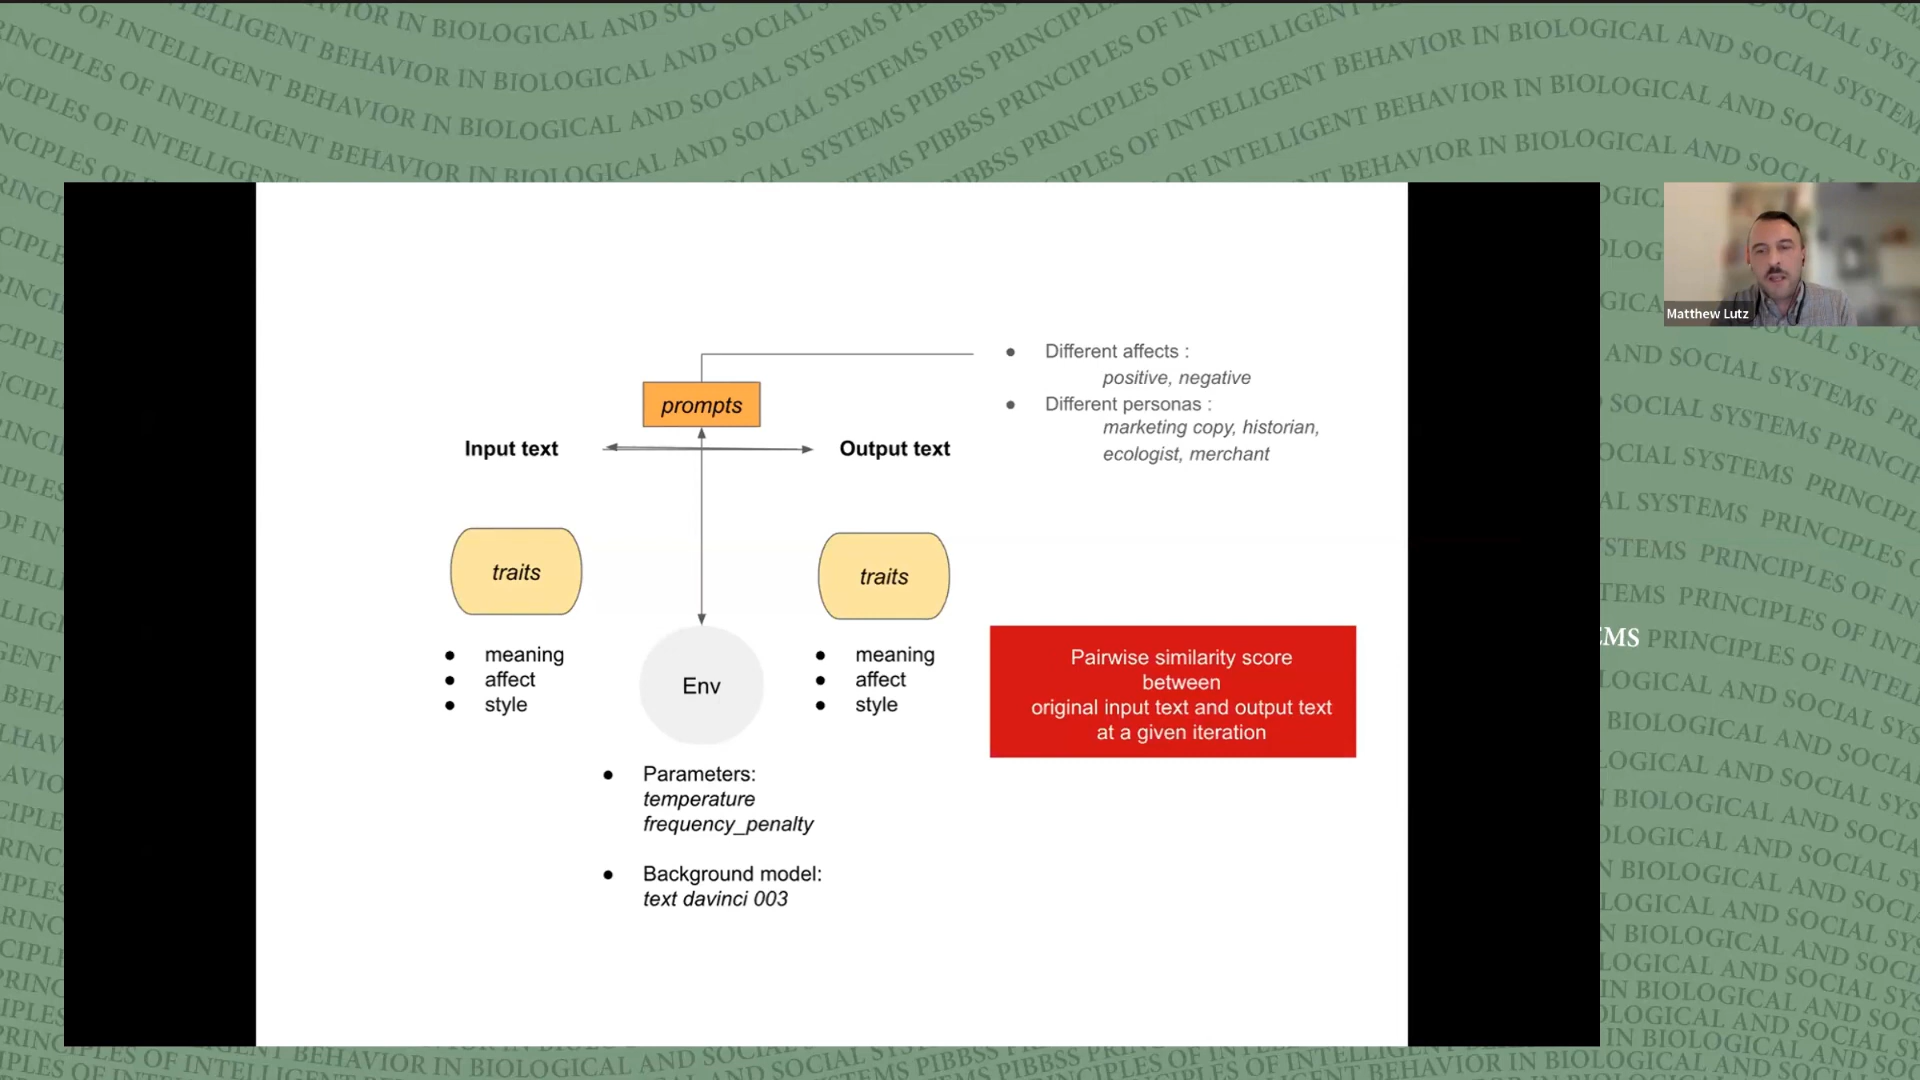 Matthew Lutz
• Different affects :
positive, negative
• Different personas :
marketing copy, historian,
ecologist, merchant
prompts
Input text
Output text
traits
traits
• meaning
• affect
• style
Env
• meaning
• affect
• style
Pairwise similarity score
between
original input text and output text
at a given iteration
• Parameters:
temperature
frequency_penalty
• Background model:
text davinci 003
PIBBSS PRINCIPLES OF INTELLIGENT BEHAVIOR IN BIOLOGICAL AND SOCIAL SYSTEMS